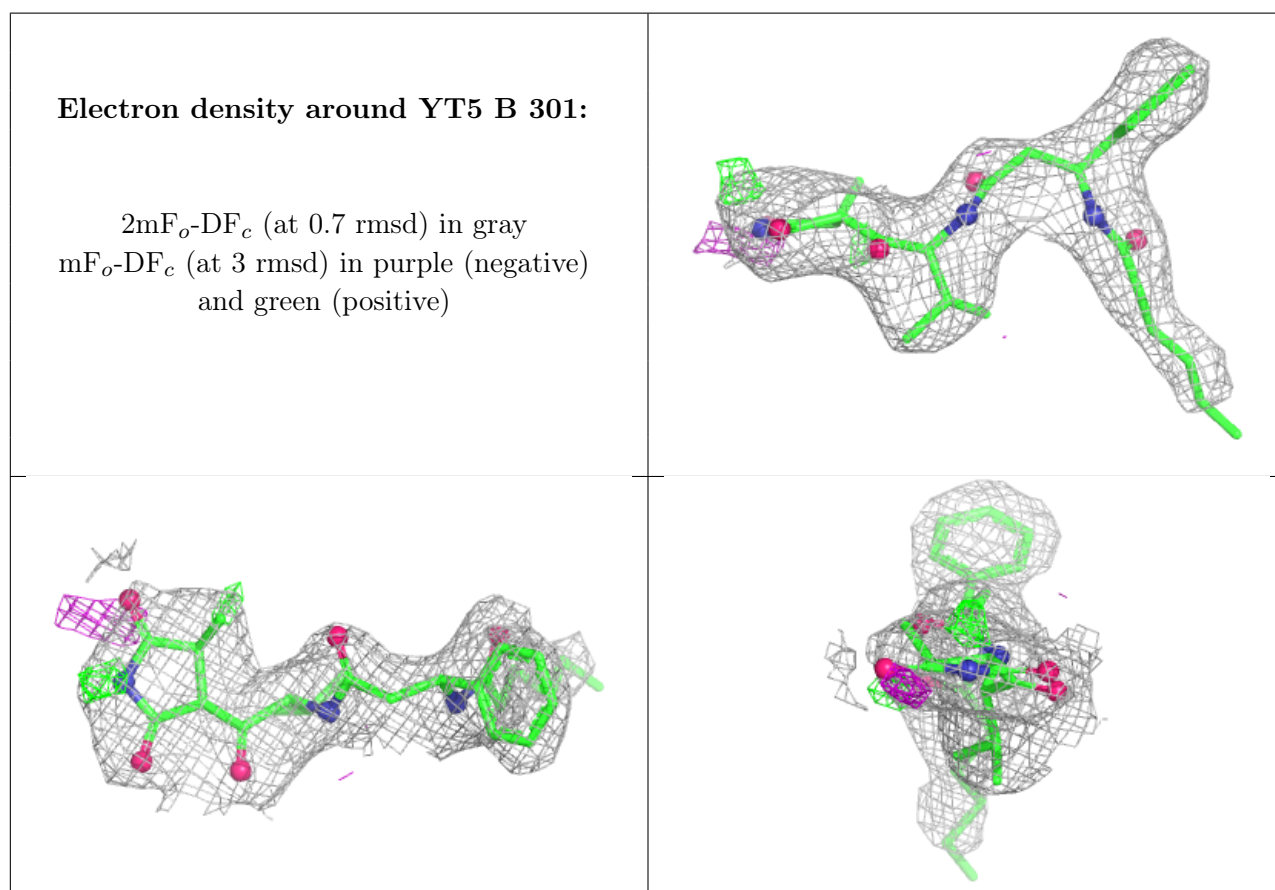 Electron density around YT5 B 301:
2mFo-DFc (at 0.7 rmsd) in gray
mFo-DFc (at 3 rmsd) in purple (negative)
and green (positive)